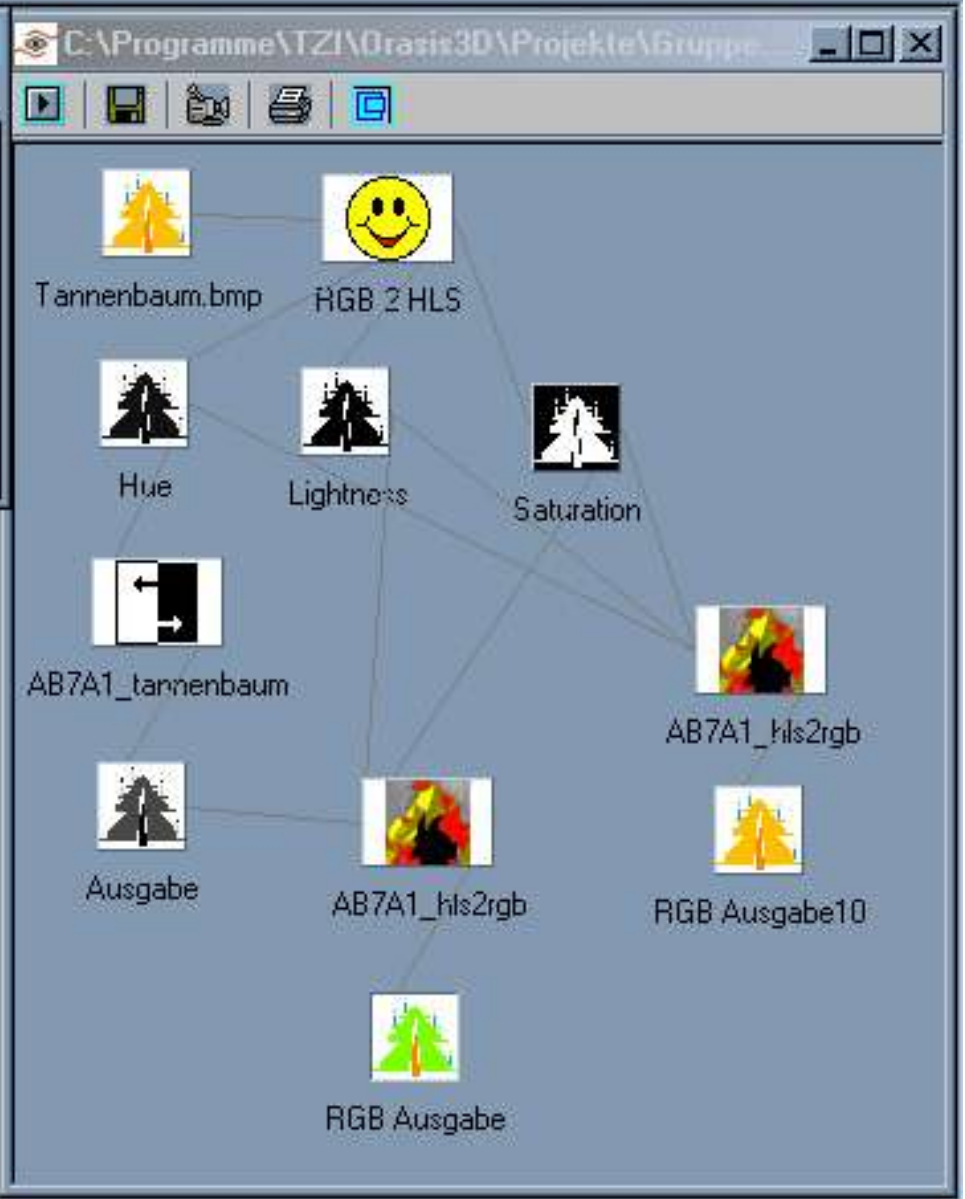 C:\Programme\TZI\Orasis3D\Projekte\Gruppe...
Tannenbaum.bmp
RGB 2 HLS
Hue
Lightness
Saturation
AB7A1_tannenbaum
AB7A1_hls2rgb
Ausgabe
AB7A1_hls2rgb
RGB Ausgabe10
RGB Ausgabe